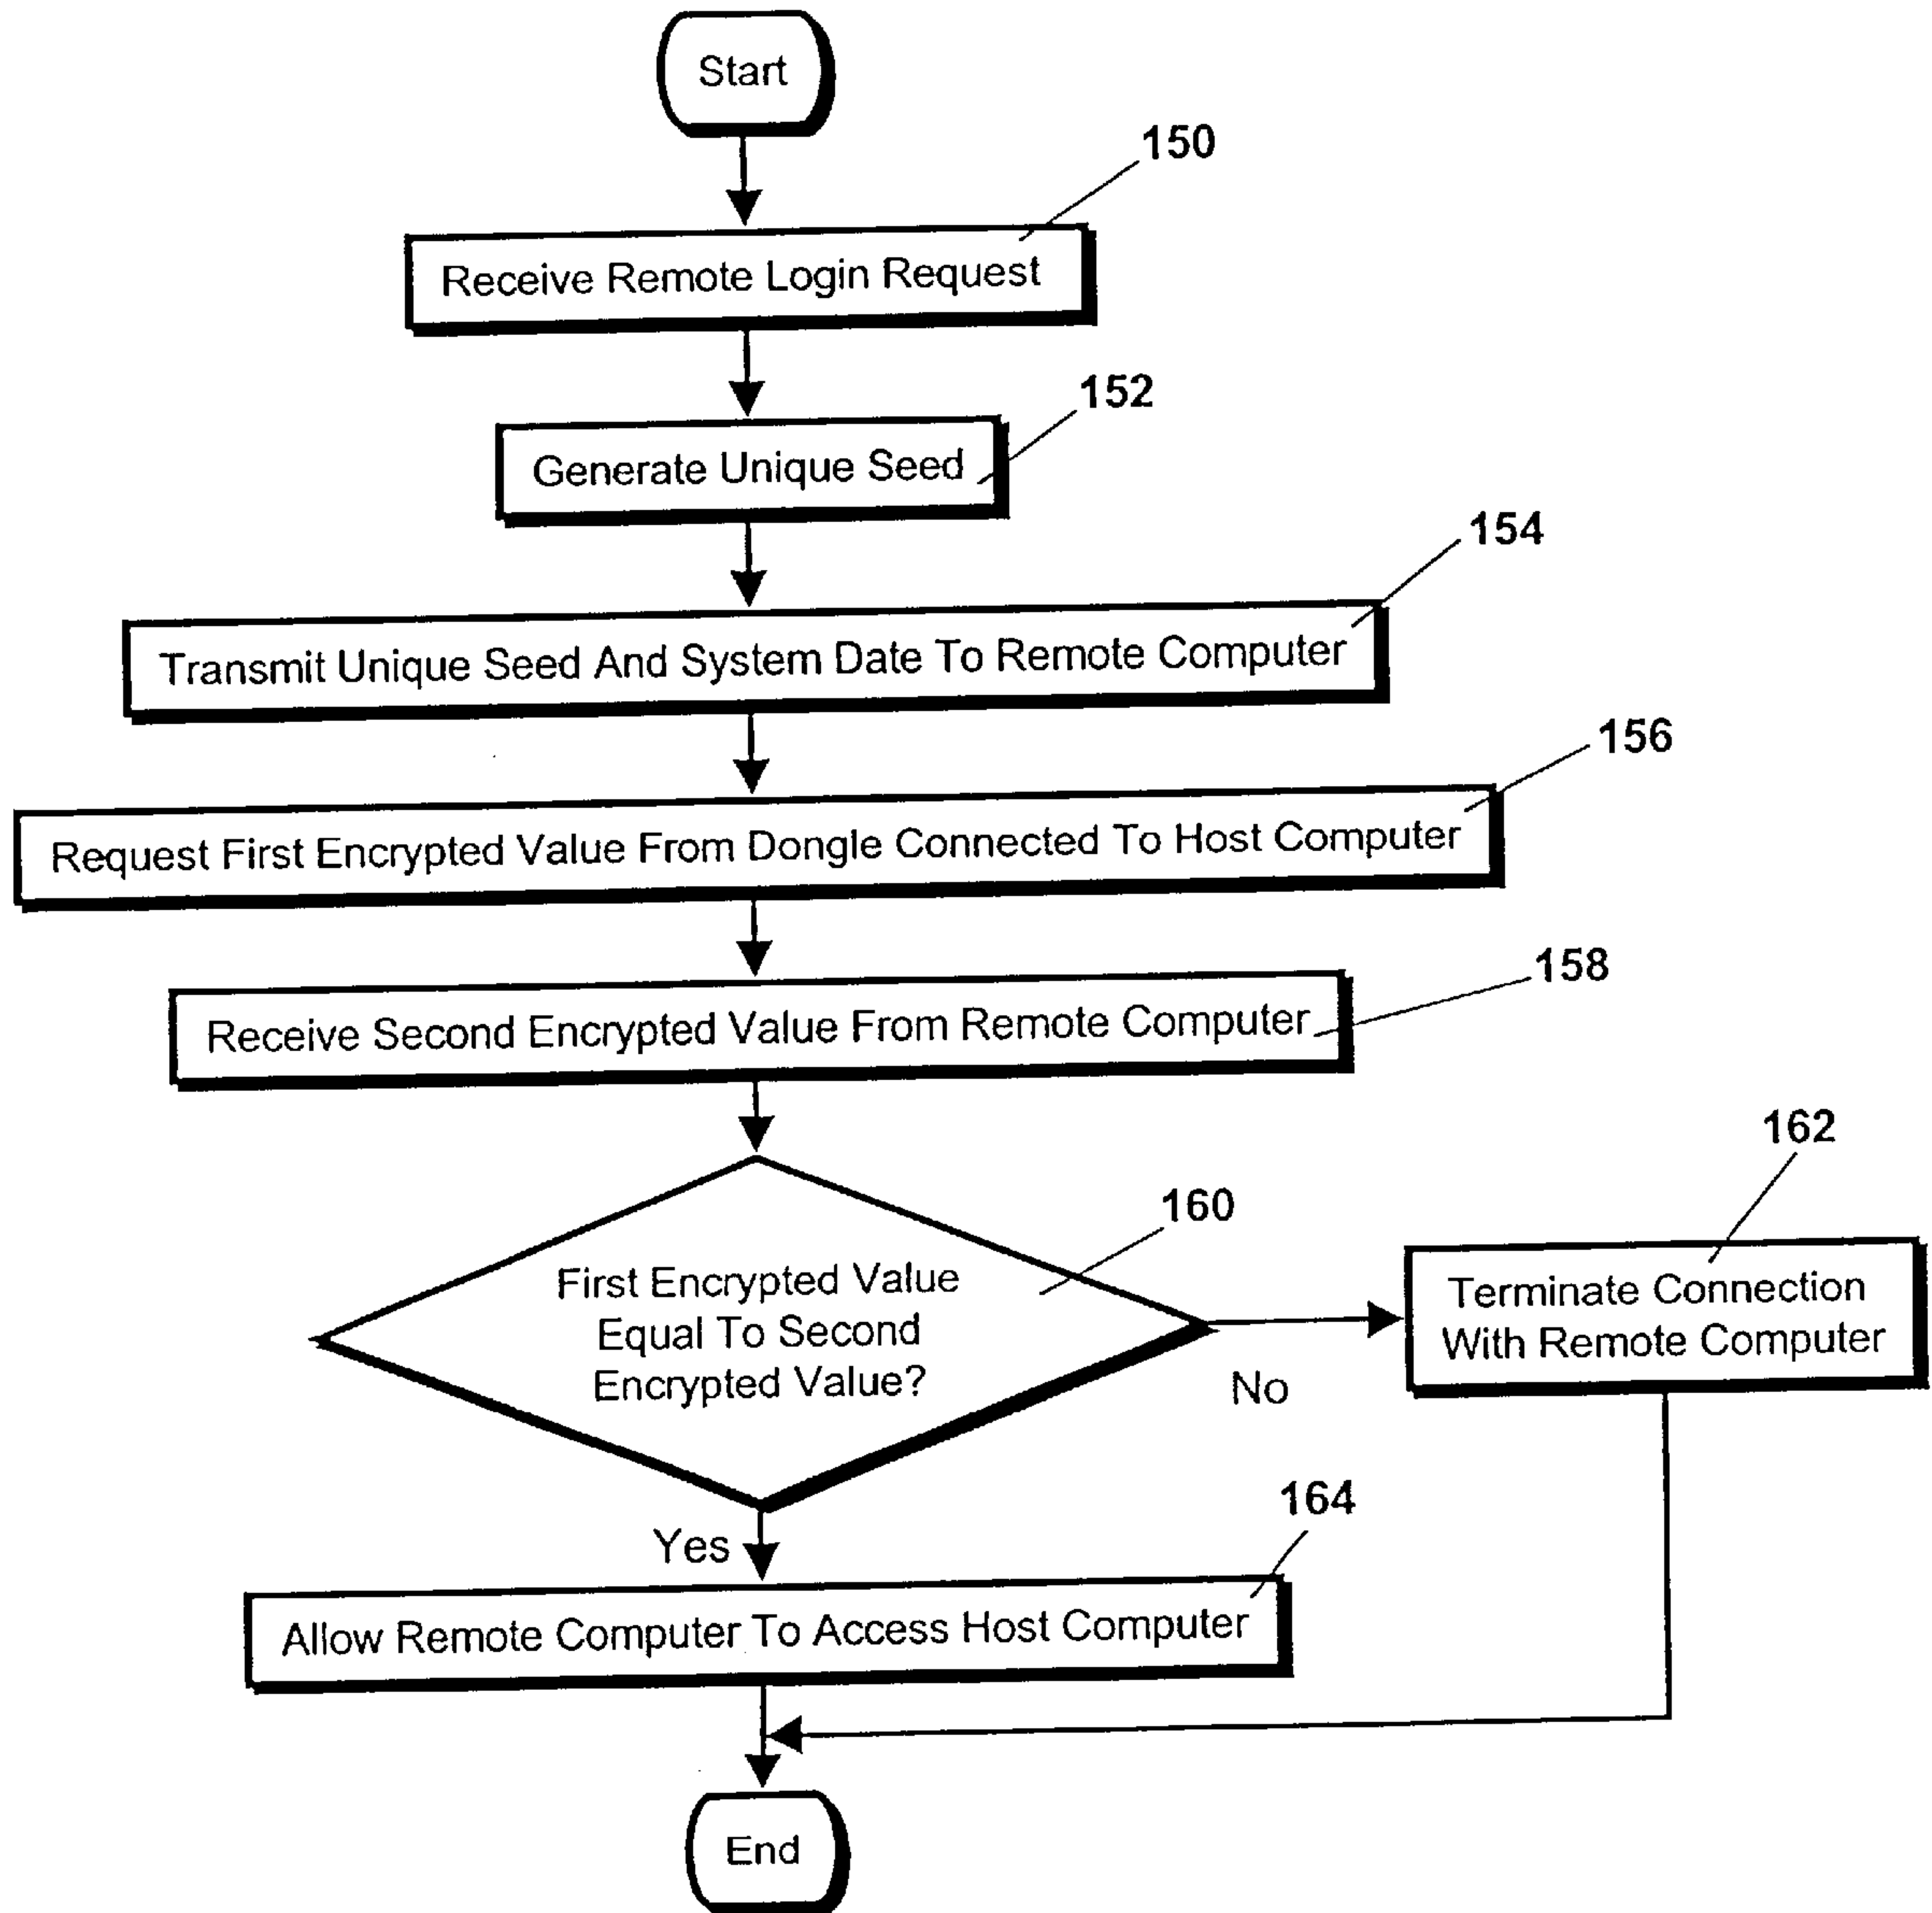 Start
150
Receive Remote Login Request
152
Generate Unique Seed
154
Transmit Unique Seed And System Date To Remote Computer
156
Request First Encrypted Value From Dongle Connected To Host Computer
158
Receive Second Encrypted Value From Remote Computer
162
160
First Encrypted Value
Equal To Second
Encrypted Value?
Terminate Connection
With Remote Computer
No
164
Yes
Allow Remote Computer To Access Host Computer
End